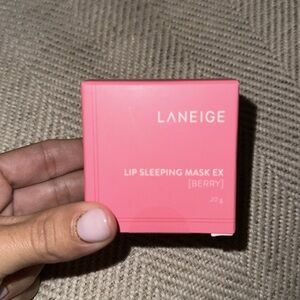 LANEIGE
LIP SLEEPING MASK EX
[BERRY]
20 g